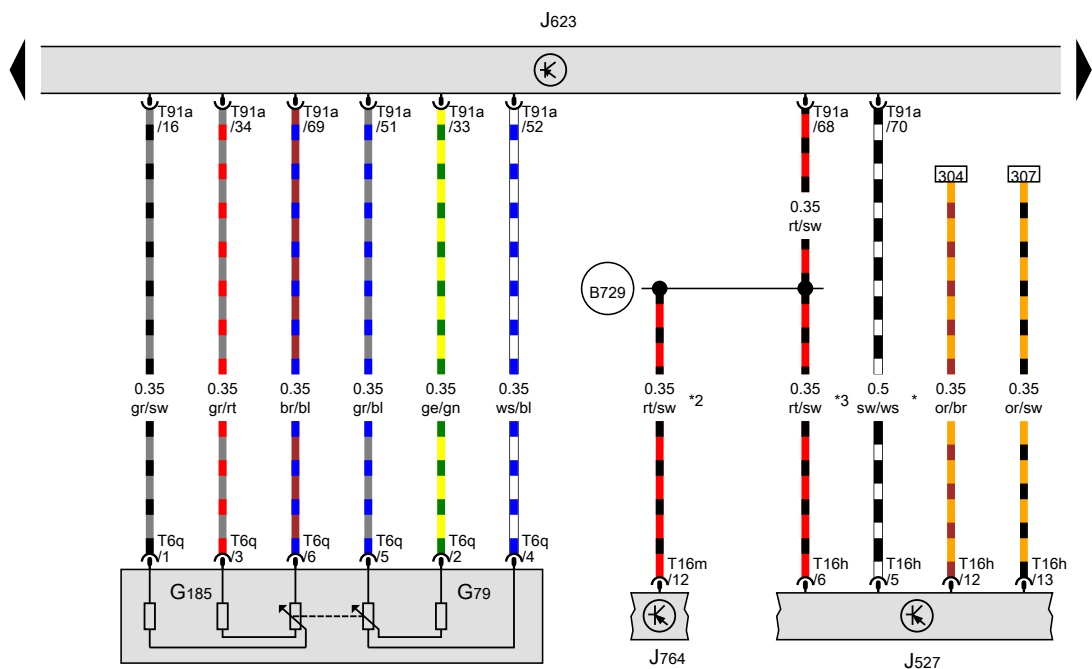 J623
T91a
/16
T91a
/34
T91a
/69
T91a
/51
T91a
/33
T91a
/52
T91a
/68
T91a
/70
304
307
0.35
rt/sw
B729
0.35
gr/sw
0.35
gr/rt
0.35
br/bl
0.35
gr/bl
0.35
ge/gn
0.35
ws/bl
0.35
rt/sw *2
0.35
rt/sw *3
0.5
sw/ws *
0.35
or/br
0.35
or/sw
T6q
/1
T6q
/3
T6q
/6
T6q
/5
T6q
/2
T6q
/4
T16m
/12
T16h
/6
T16h
/5
T16h
/12
T16h
/13
G185
G79
J764
J527